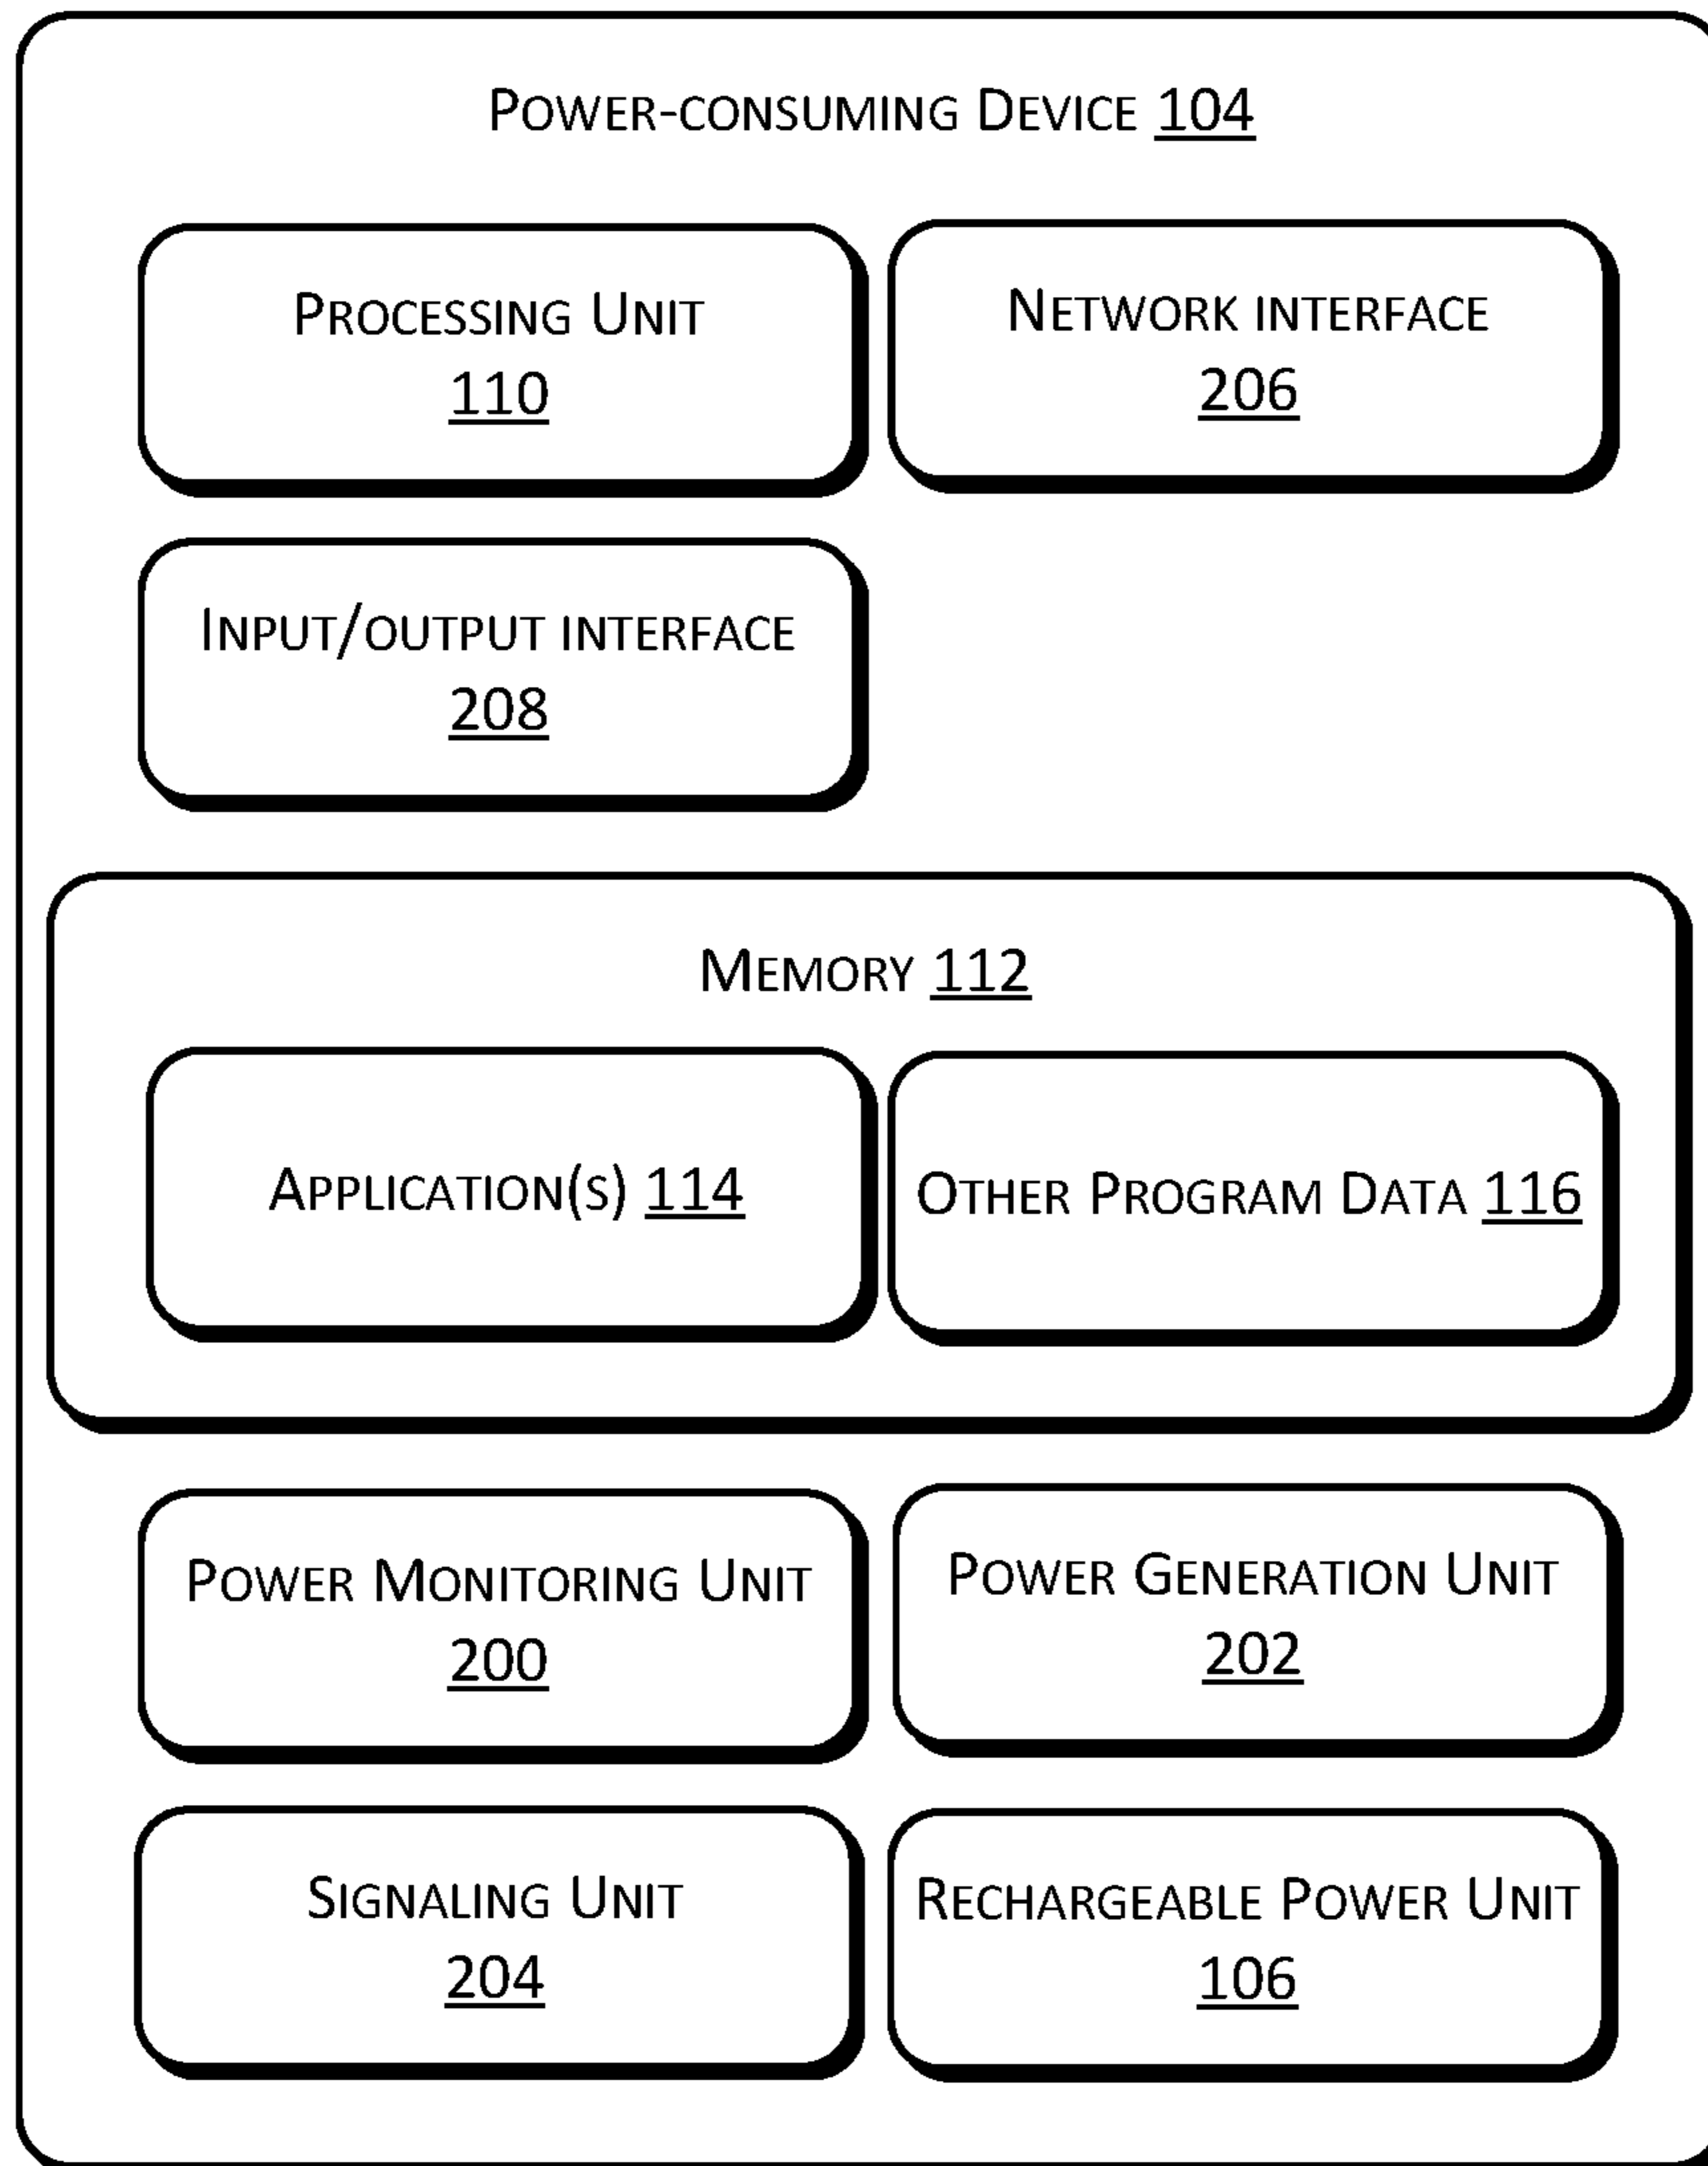 Power-consuming Device 104
Processing Unit
110
Network interface
206
Input/output interface
208
Memory 112
Application(s) 114
Other Program Data 116
Power Monitoring Unit
200
Power Generation Unit
202
Signaling Unit
204
Rechargeable Power Unit
106